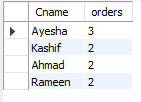 Cname orders
Ayesha 3
Kashif 2
Ahmad 2
Rameen 2